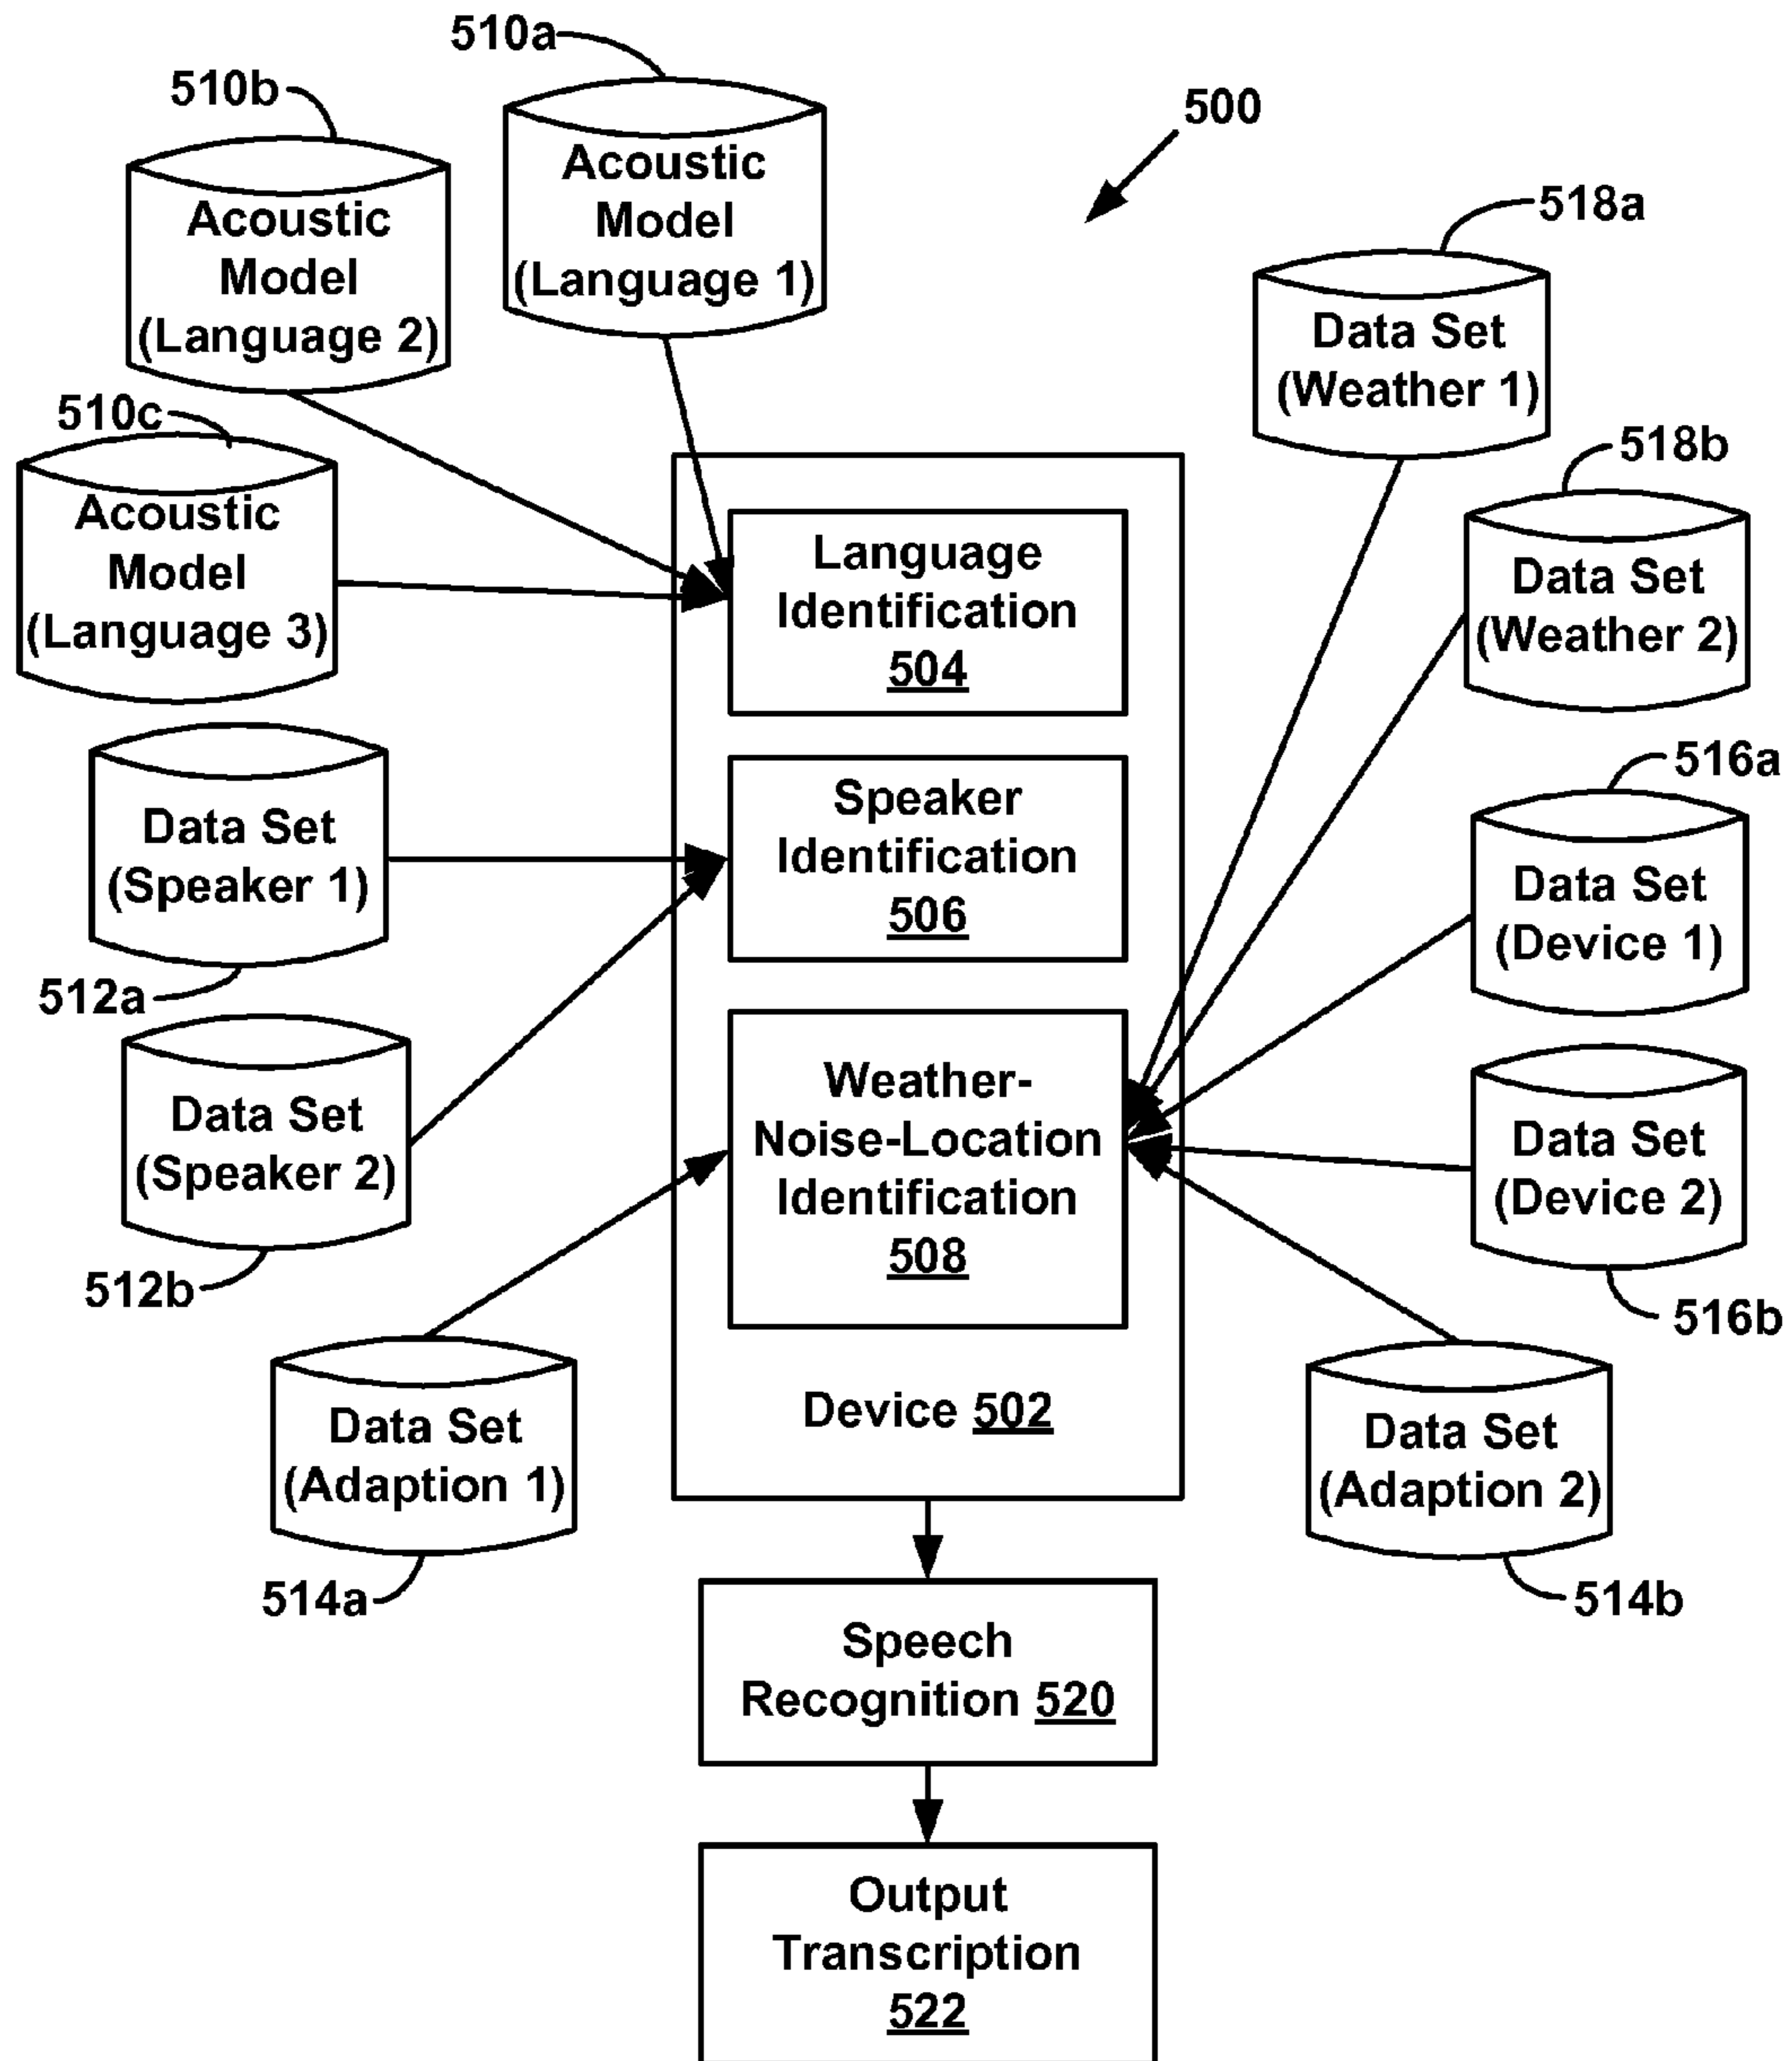 510a
510b
500
Acoustic
Model
(Language 1)
Acoustic
Model
(Language 2)
518a
Data Set
(Weather 1)
510c
Acoustic
Model
(Language 3)
518b
Data Set
(Weather 2)
Language
Identification
504
516a
Data Set
(Device 1)
Speaker
Identification
506
Data Set
(Speaker 1)
512a
Data Set
(Speaker 2)
512b
Weather-
Noise-Location
Identification
508
Data Set
(Device 2)
516b
Device 502
Data Set
(Adaption 1)
514a
Data Set
(Adaption 2)
514b
Speech
Recognition 520
Output
Transcription
522